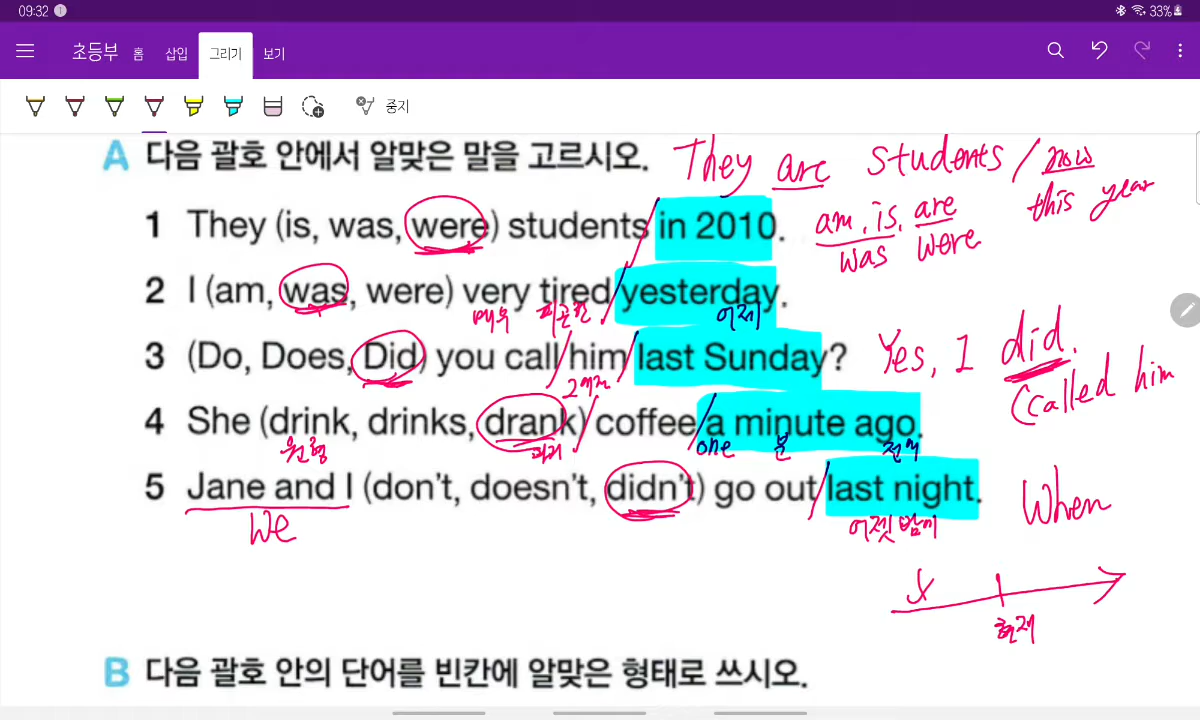 09:32
33%
초등부 홈 삽입 그리기 보기
중지
A 다음 괄호 안에서 알맞은 말을 고르시오.
They are students / now
this year
1 They (is, was, were) students / in 2010.
am, is, are
was were
2 I (am, was, were) very tired / yesterday.
매우 피곤한 어제
3 (Do, Does, Did) you call / him / last Sunday?
Yes, I did.
(called him
그에게
4 She (drink, drinks, drank) / coffee / a minute ago.
원형 과거 one 분 전에
5 Jane and I (don't, doesn't, didn't) go out / last night.
When
We
어젯밤에
현재
B 다음 괄호 안의 단어를 빈칸에 알맞은 형태로 쓰시오.